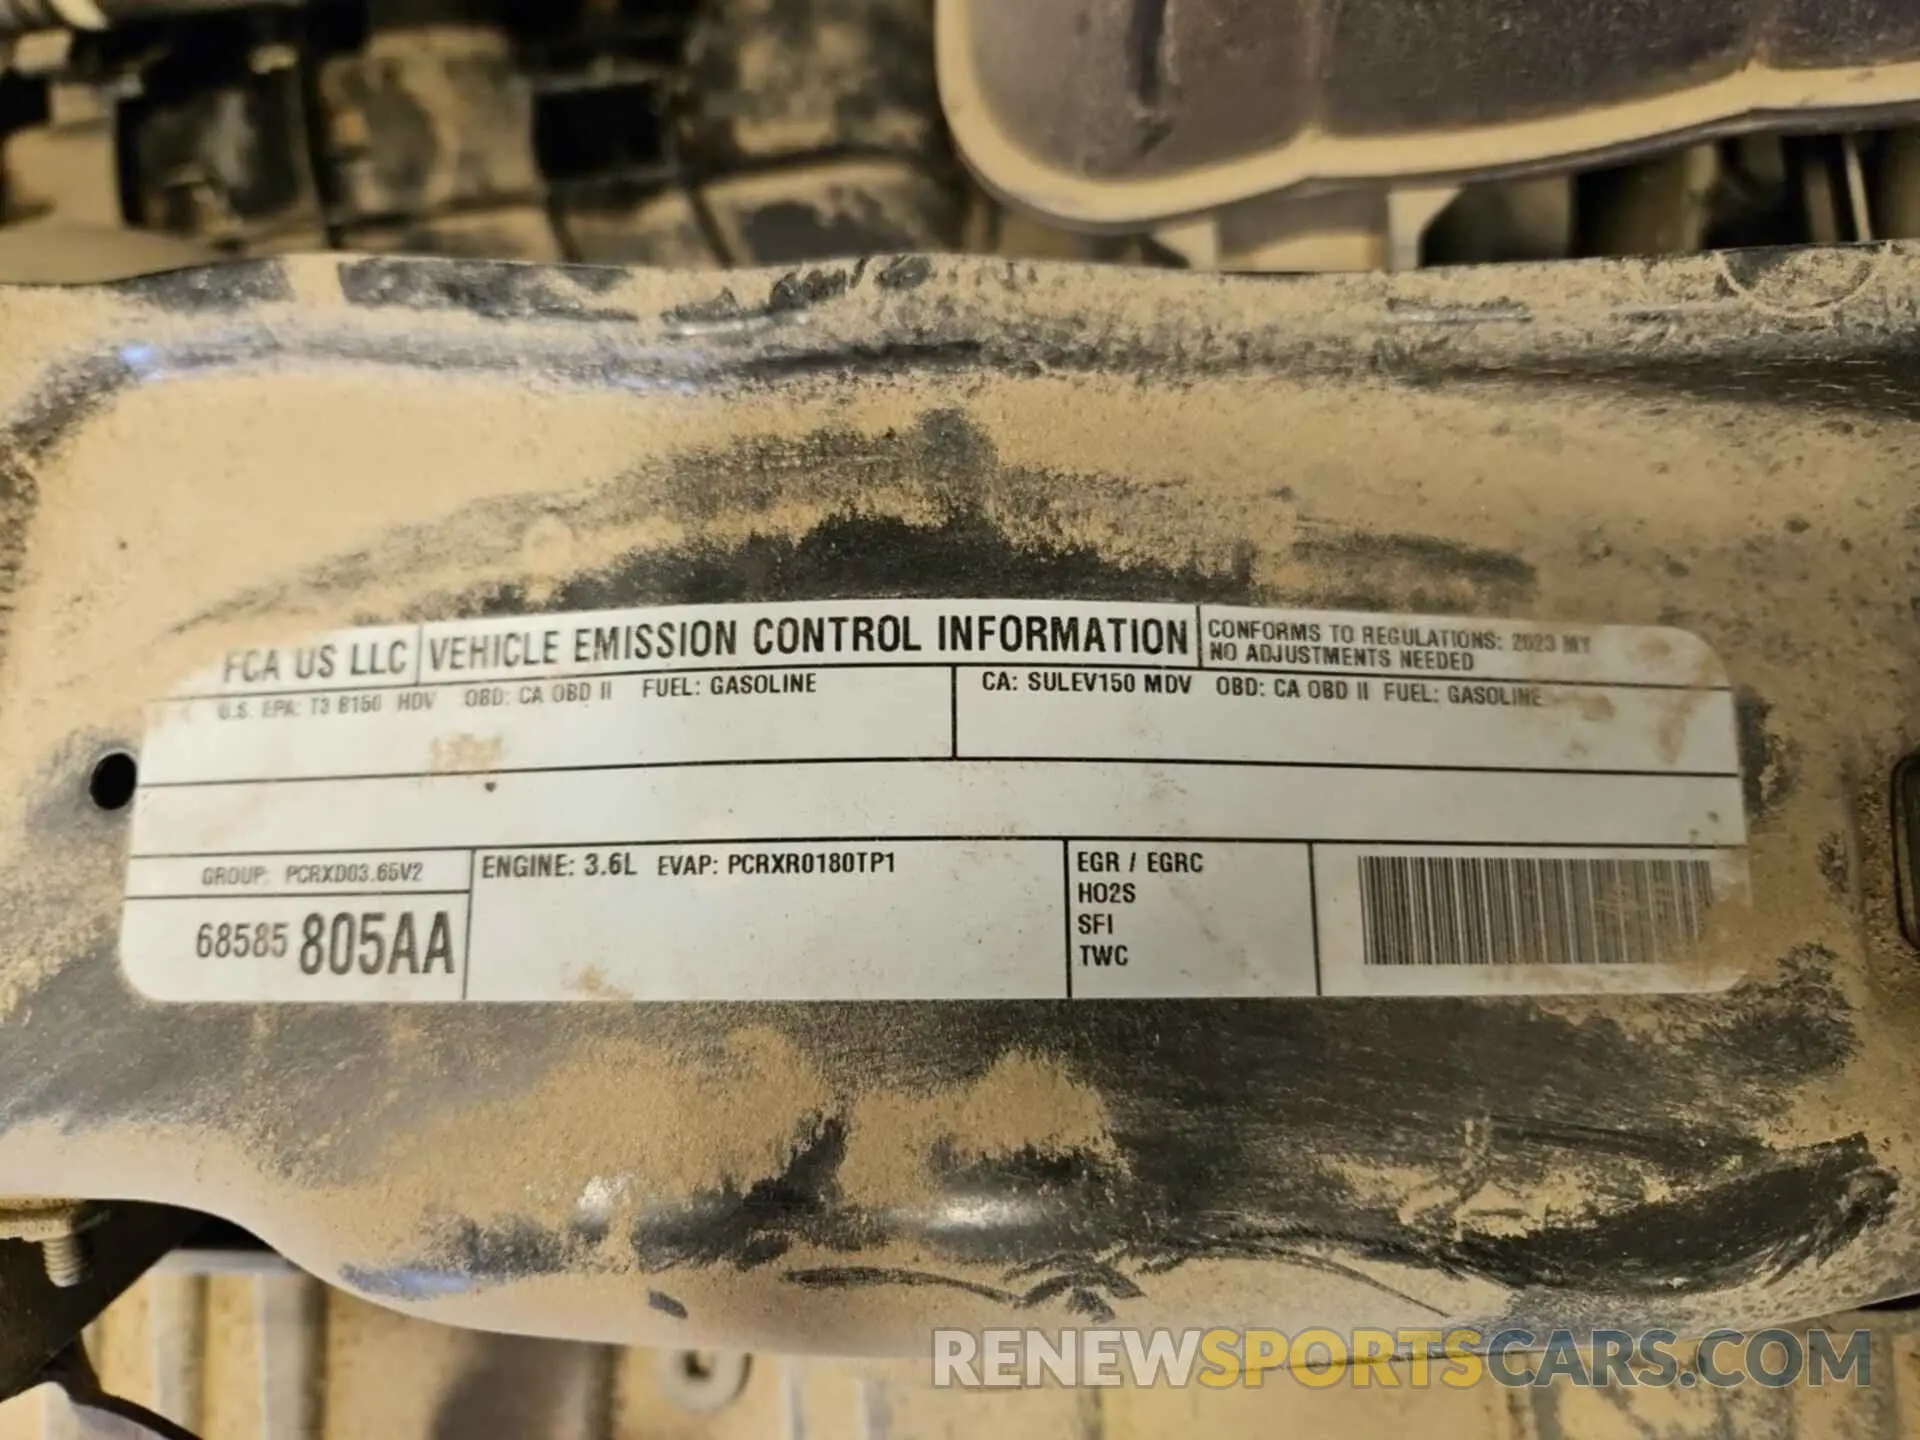 FCA US LLC VEHICLE EMISSION CONTROL INFORMATION
CONFORMS TO REGULATIONS: 2023 MY
NO ADJUSTMENTS NEEDED
U.S. EPA: T3 B150 HDV OBD: CA OBD II FUEL: GASOLINE
CA: SULEV150 MDV OBD: CA OBD II FUEL: GASOLINE
GROUP: PCRXD03.65V2
68585 805AA
ENGINE: 3.6L EVAP: PCRXR0180TP1
EGR / EGRC
HO2S
SFI
TWC
RENEWSPORTSCARS.COM